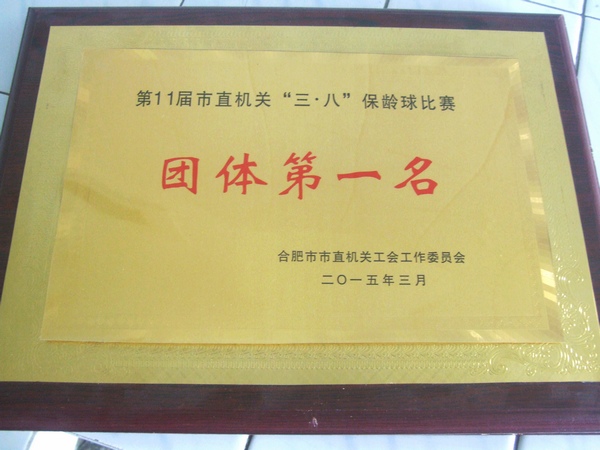 第11届市直机关“三·八”保龄球比赛
团体第一名
合肥市市直机关工会工作委员会
二〇一五年三月